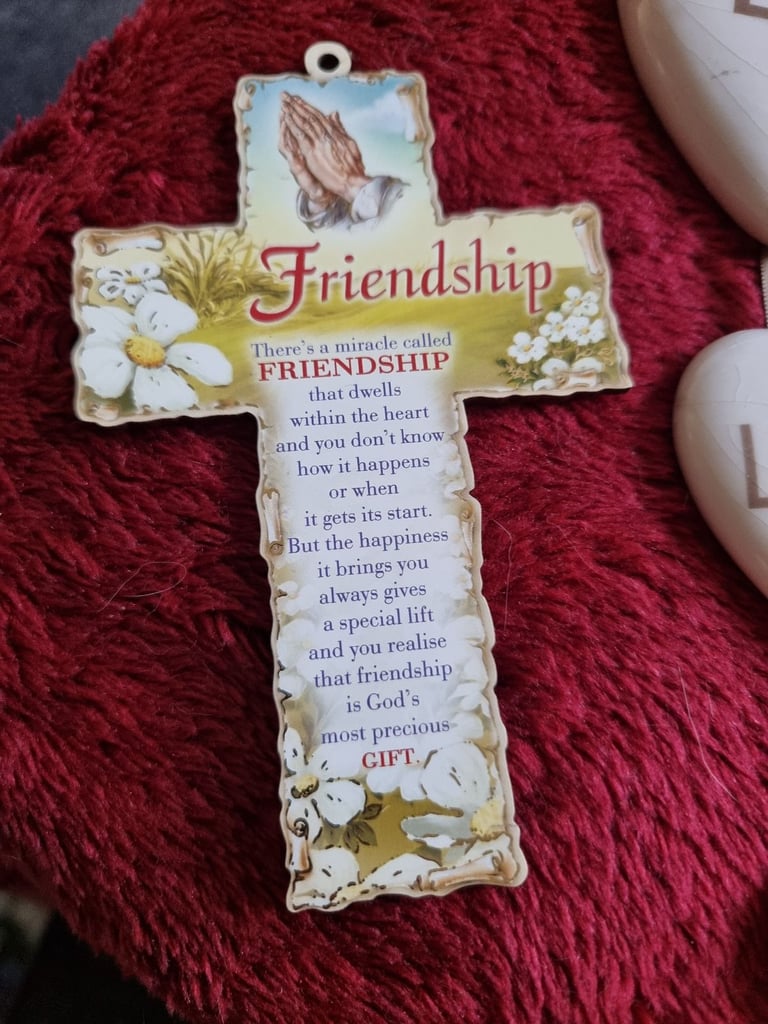 Friendship
There's a miracle called
FRIENDSHIP
that dwells
within the heart
and you don't know
how it happens
or when
it gets its start.
But the happiness
it brings you
always gives
a special lift
and you realise
that friendship
is God's
most precious
GIFT.